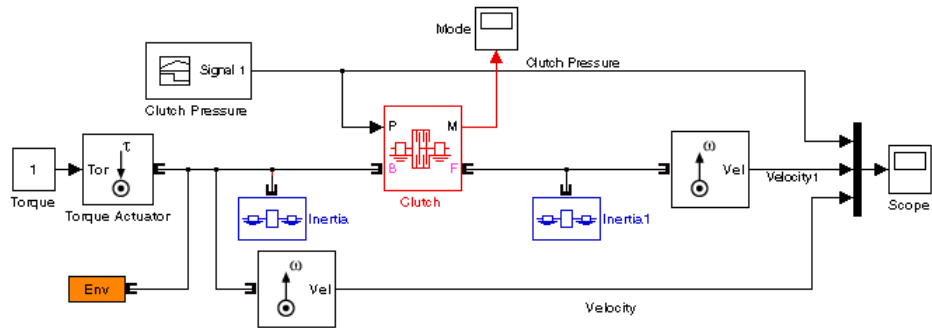 Mode
Signal 1
Clutch Pressure
Clutch Pressure
P
M
B
F
Clutch
1
Torque
Tor
τ
Torque Actuator
Inertia
Inertia1
ω
Vel
Velocity1
Scope
Env
ω
Vel
Velocity